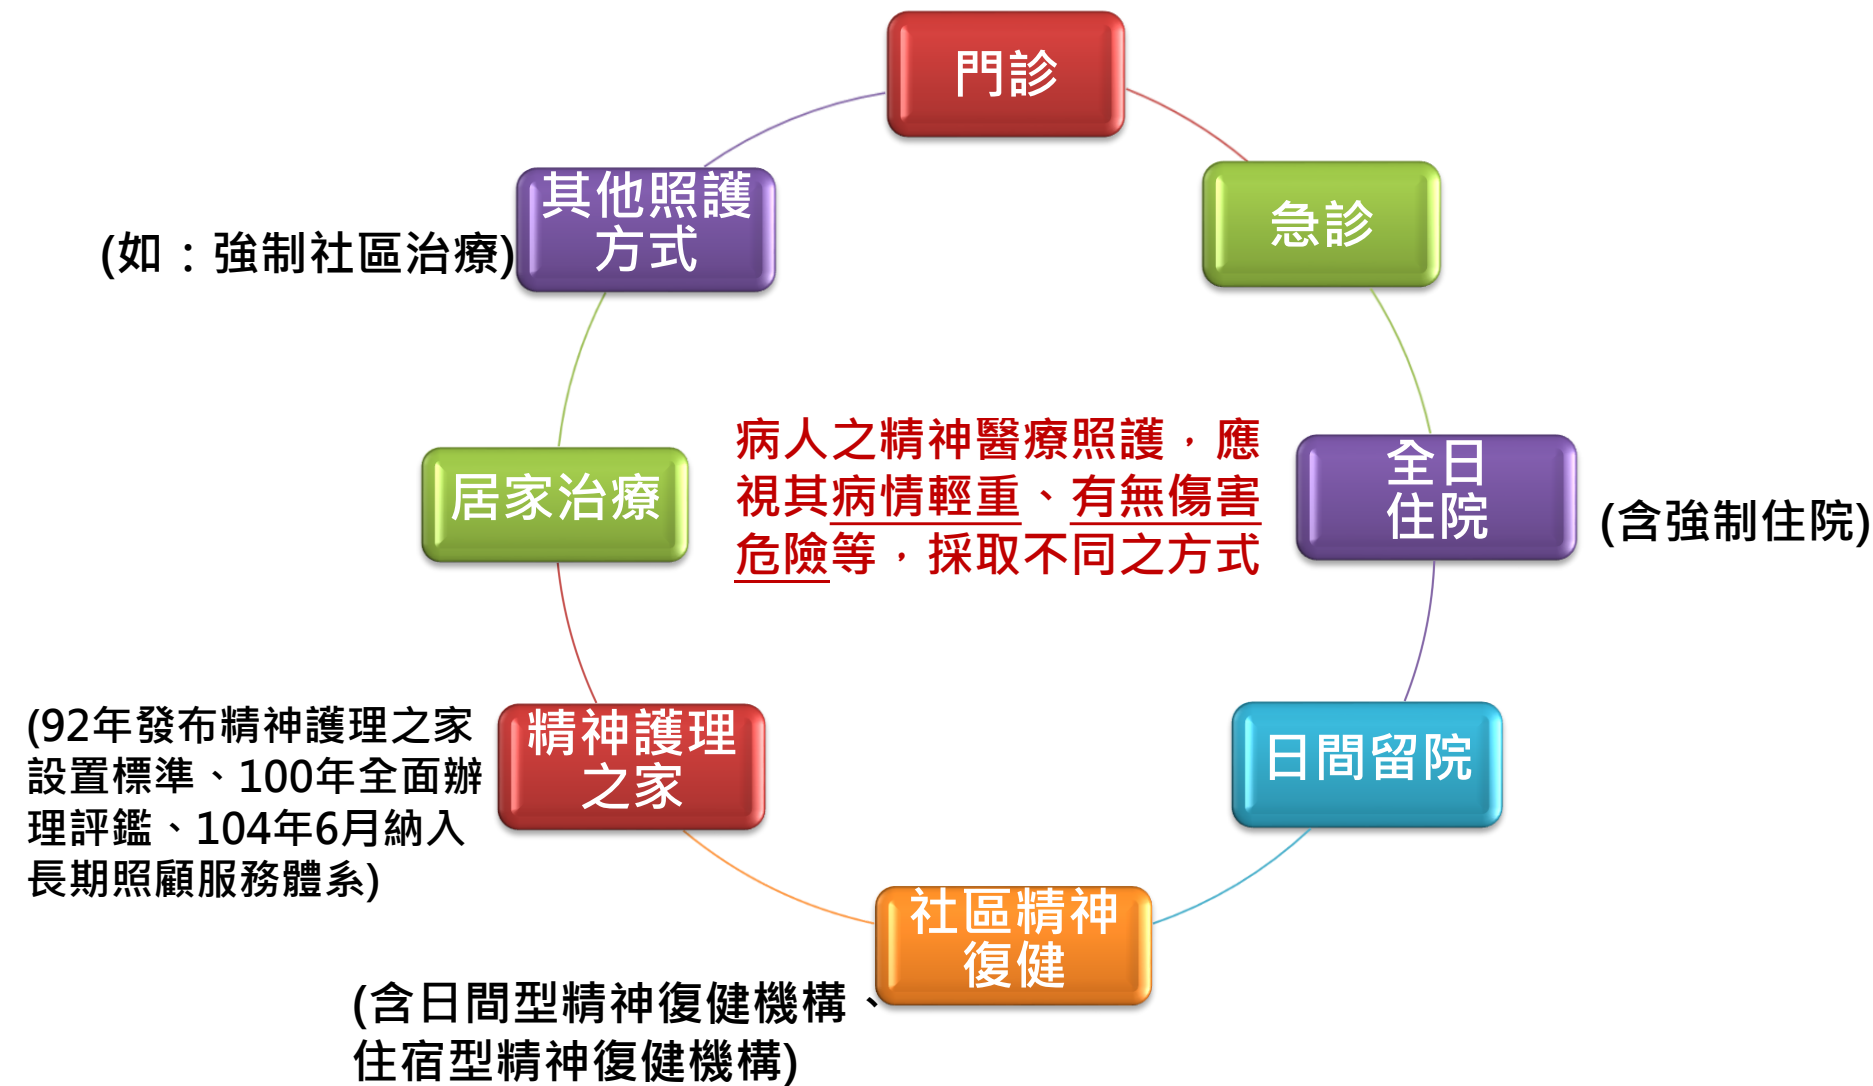 門診
急診
全日
住院
(含強制住院)
日間留院
社區精神
復健
(含日間型精神復健機構、
住宿型精神復健機構)
精神護理
之家
(92年發布精神護理之家
設置標準、100年全面辦
理評鑑、104年6月納入
長期照顧服務體系)
居家治療
其他照護
方式
(如：強制社區治療)
病人之精神醫療照護，應
視其病情輕重、有無傷害
危險等，採取不同之方式